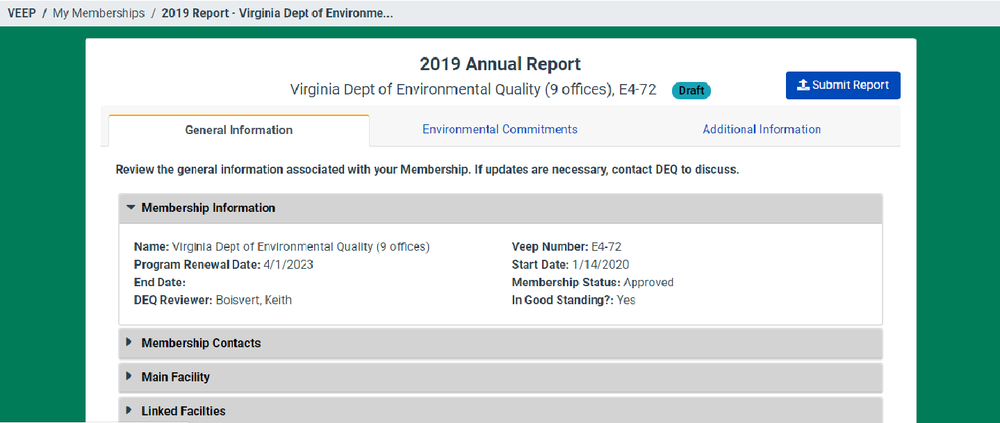 VEEP / My Memberships / 2019 Report - Virginia Dept of Environme...
2019 Annual Report
Virginia Dept of Environmental Quality (9 offices), E4-72 Draft
Submit Report
General Information Environmental Commitments Additional Information
Review the general information associated with your Membership. If updates are necessary, contact DEQ to discuss.
Membership Information
Name: Virginia Dept of Environmental Quality (9 offices) Veep Number: E4-72
Program Renewal Date: 4/1/2023 Start Date: 1/14/2020
End Date: Membership Status: Approved
DEQ Reviewer: Boisvert, Keith In Good Standing?: Yes
Membership Contacts
Main Facility
Linked Facilties